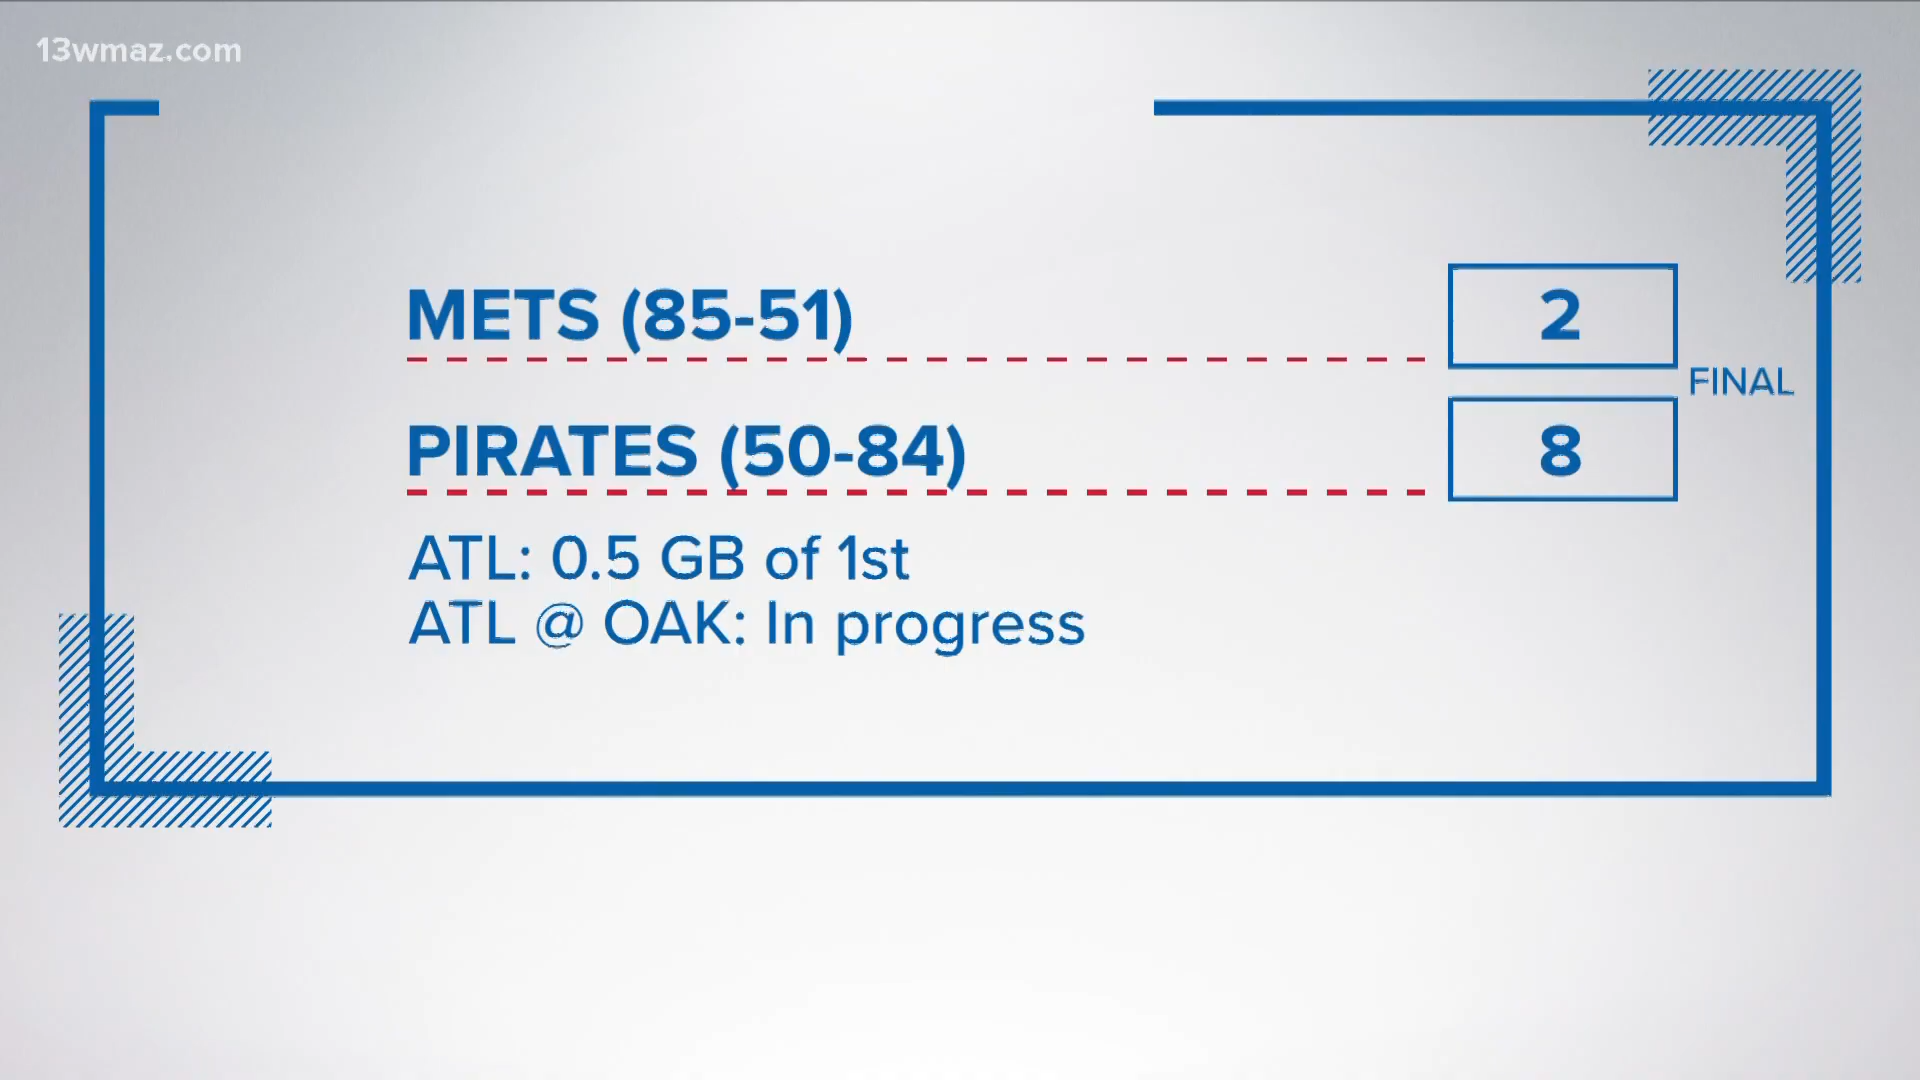 13wmaz.com
METS (85-51) 2
FINAL
PIRATES (50-84) 8
ATL: 0.5 GB of 1st
ATL @ OAK: In progress